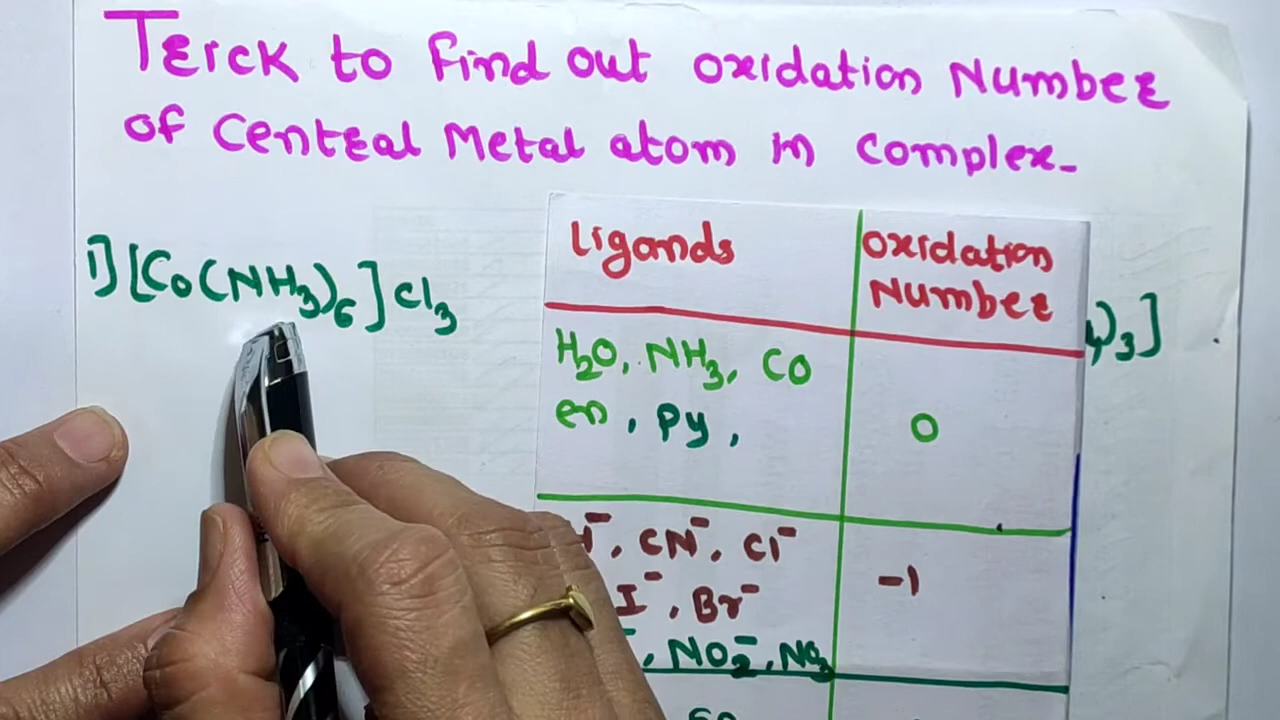 Trick to find out oxidation Number
of central Metal atom in complex-
1][Co(NH3)6]Cl3
)3]
ligands
oxidation
Number
H2O, NH3, CO
en, Py,
0
CN⁻, Cl⁻
I⁻, Br⁻
-1
, NO2⁻, NO3